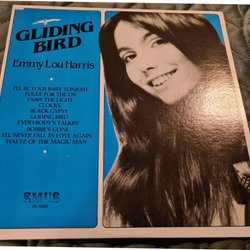 GLIDING
BIRD
Emmy Lou Harris
I'LL BE YOUR BABY TONIGHT
FUGUE FOR THE OX
I SAW THE LIGHT
CLOCKS
BLACK GYPSY
GLIDING BIRD
EVERYBODY'S TALKIN'
BOBBIE'S GONE
I'LL NEVER FALL IN LOVE AGAIN
WALTZ OF THE MAGIC MAN
EMUS